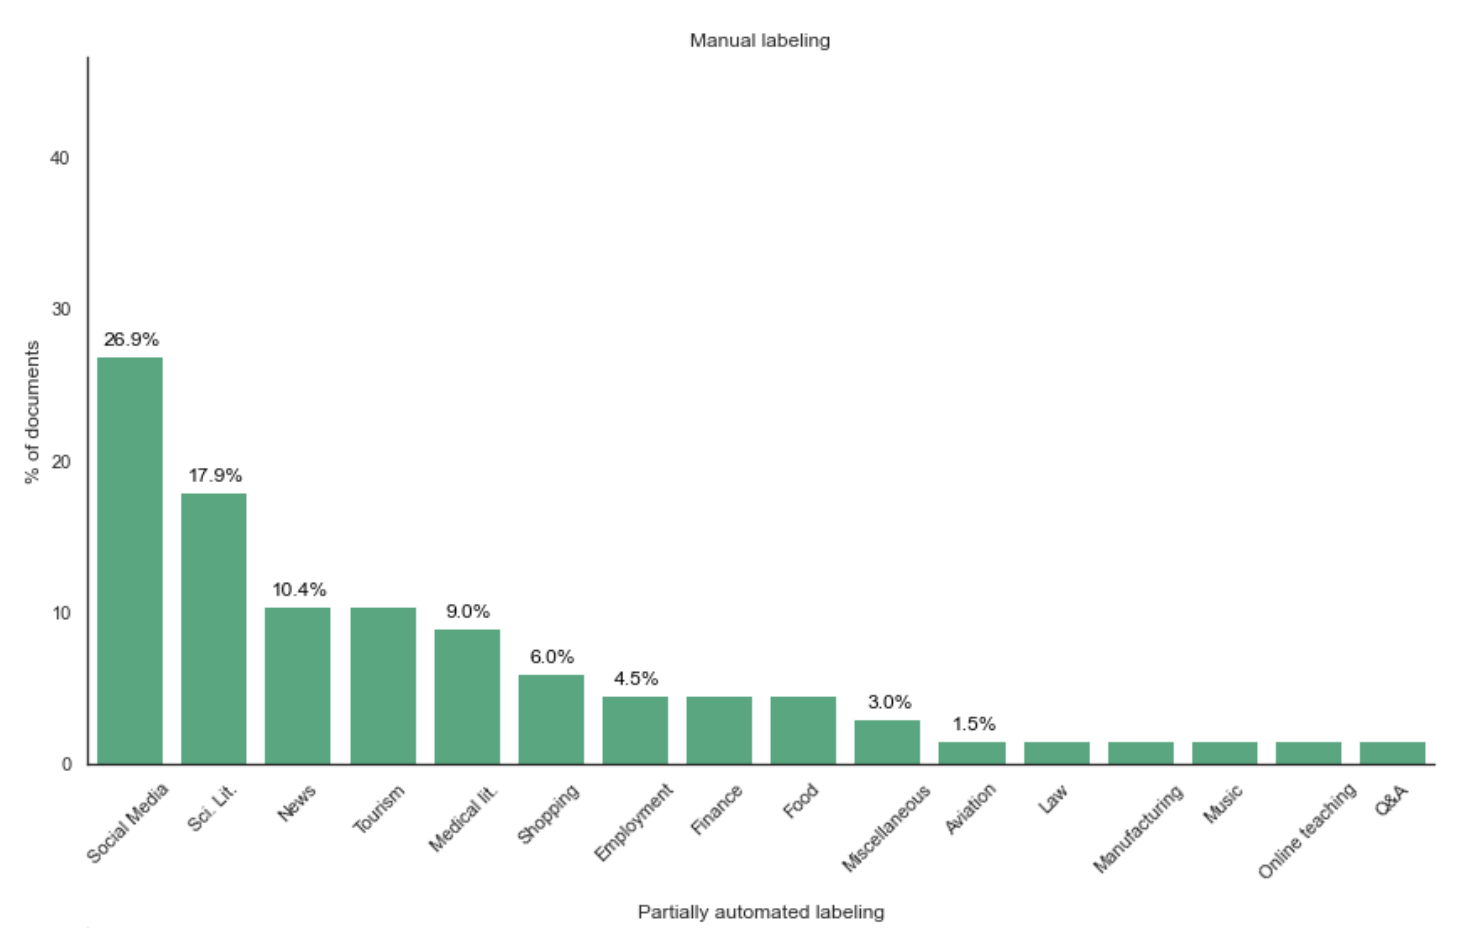 Manual labeling
% of documents
40
30
20
10
0
26.9%
17.9%
10.4%
9.0%
6.0%
4.5%
3.0%
1.5%
Social Media
Sci. Lit.
News
Tourism
Medical lit.
Shopping
Employment
Finance
Food
Miscellaneous
Aviation
Law
Manufacturing
Music
Online teaching
Q&A
Partially automated labeling